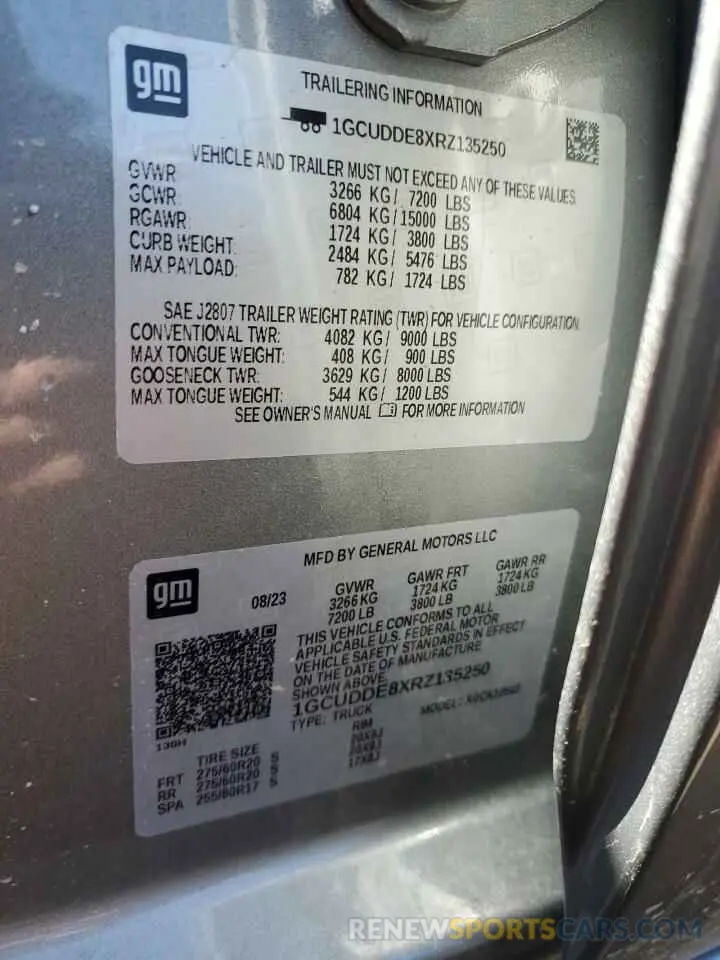 gm
TRAILERING INFORMATION
1GCUDDE8XRZ135250
VEHICLE AND TRAILER MUST NOT EXCEED ANY OF THESE VALUES
GVWR 3266 KG/ 7200 LBS
GCWR: 6804 KG/15000 LBS
RGAWR: 1724 KG/ 3800 LBS
CURB WEIGHT: 2484 KG/ 5476 LBS
MAX PAYLOAD: 782 KG/ 1724 LBS
SAE J2807 TRAILER WEIGHT RATING (TWR) FOR VEHICLE CONFIGURATION
CONVENTIONAL TWR: 4082 KG/ 9000 LBS
MAX TONGUE WEIGHT: 408 KG/ 900 LBS
GOOSENECK TWR: 3629 KG/ 8000 LBS
MAX TONGUE WEIGHT: 544 KG/ 1200 LBS
SEE OWNER'S MANUAL FOR MORE INFORMATION
MFD BY GENERAL MOTORS LLC
gm
08/23 GVWR GAWR FRT GAWR RR
3266 KG 1724 KG 1724 KG
7200 LB 3800 LB 3800 LB
THIS VEHICLE CONFORMS TO ALL
APPLICABLE U.S. FEDERAL MOTOR
VEHICLE SAFETY STANDARDS IN EFFECT
ON THE DATE OF MANUFACTURE
SHOWN ABOVE.
1GCUDDE8XRZ135250
TYPE: TRUCK MODEL:
130H
TIRE SIZE RIM
FRT 275/60R20 S 20X9J
RR 275/60R20 S 20X9J
SPA 255/80R17 S 17X8J
RENEWSPORTSCARS.COM